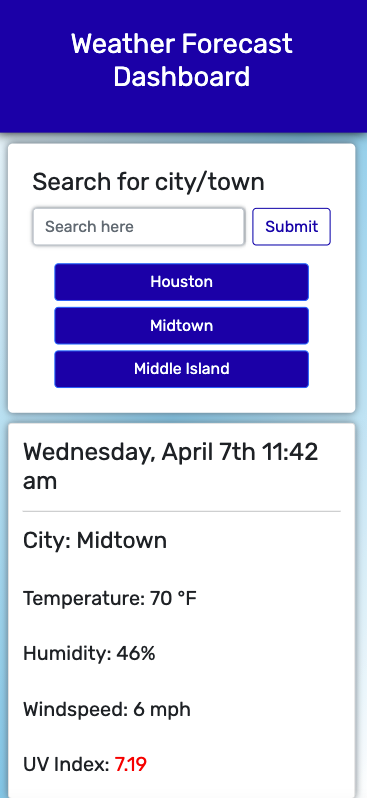 Weather Forecast
Dashboard
Search for city/town
Search here
Submit
Houston
Midtown
Middle Island
Wednesday, April 7th 11:42
am
City: Midtown
Temperature: 70 °F
Humidity: 46%
Windspeed: 6 mph
UV Index: 7.19